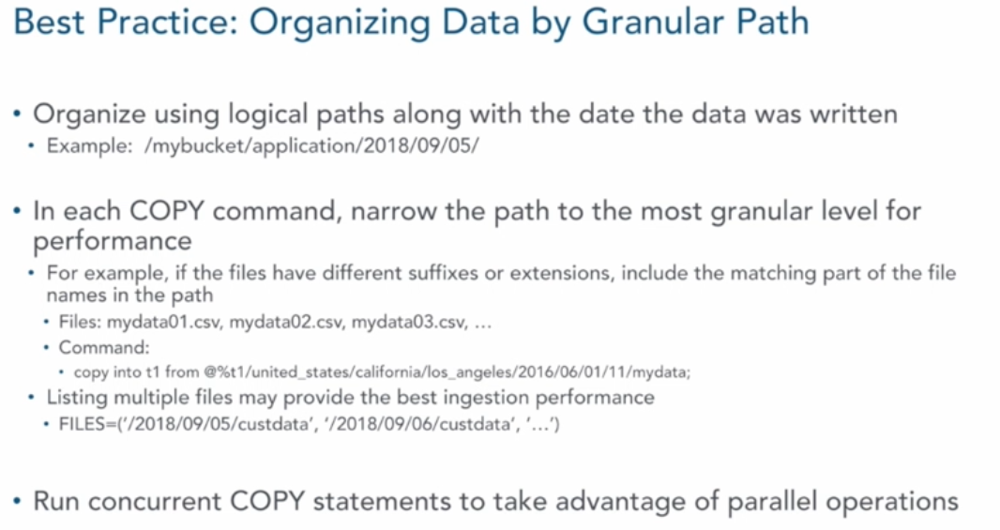 Best Practice: Organizing Data by Granular Path
• Organize using logical paths along with the date the data was written
• Example: /mybucket/application/2018/09/05/
• In each COPY command, narrow the path to the most granular level for
performance
• For example, if the files have different suffixes or extensions, include the matching part of the file
names in the path
• Files: mydata01.csv, mydata02.csv, mydata03.csv, ...
• Command:
• copy into t1 from @%t1/united_states/california/los_angeles/2016/06/01/11/mydata;
• Listing multiple files may provide the best ingestion performance
• FILES=(‘/2018/09/05/custdata’, ‘/2018/09/06/custdata’, ‘...’)
• Run concurrent COPY statements to take advantage of parallel operations